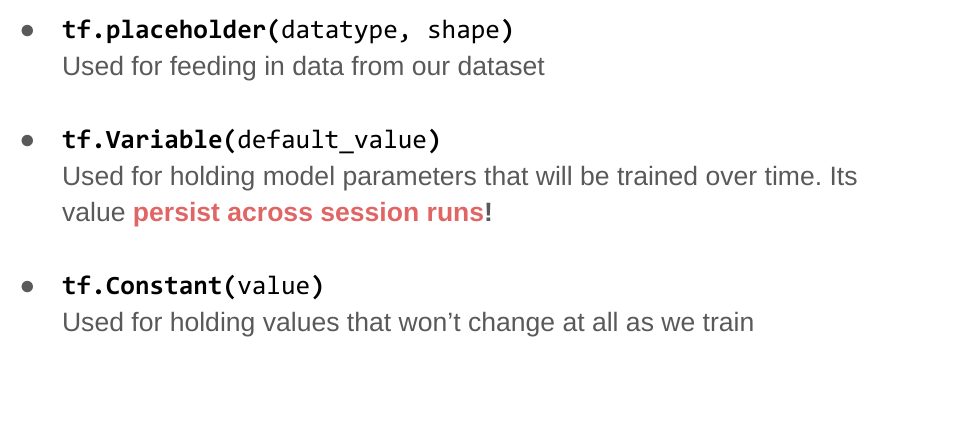 ● tf.placeholder(datatype, shape)
Used for feeding in data from our dataset
● tf.Variable(default_value)
Used for holding model parameters that will be trained over time. Its
value persist across session runs!
● tf.Constant(value)
Used for holding values that won’t change at all as we train